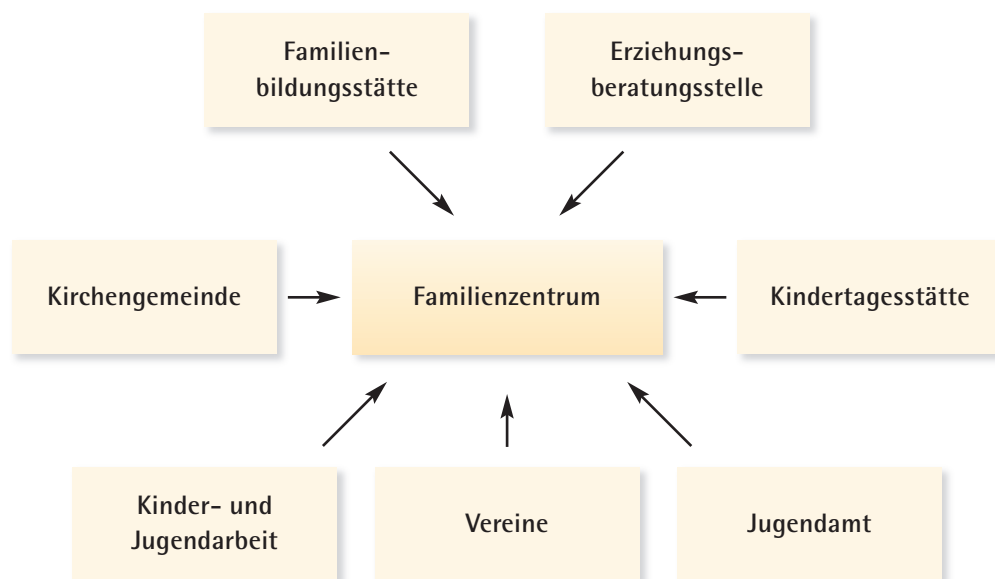 Familien-
bildungsstätte
Erziehungs-
beratungsstelle
Kirchengemeinde
Familienzentrum
Kindertagesstätte
Kinder- und
Jugendarbeit
Vereine
Jugendamt